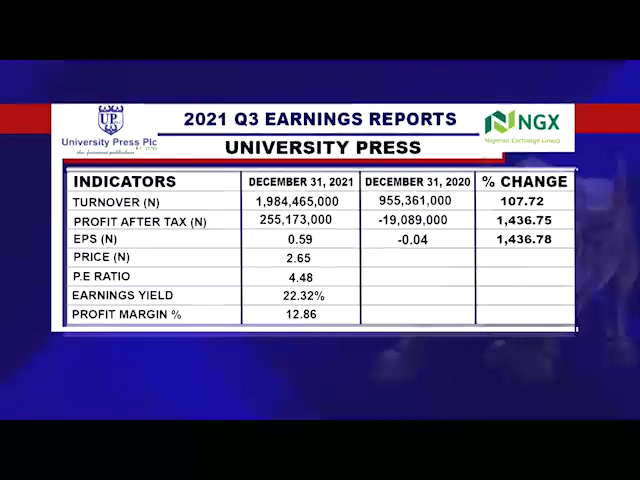 2021 Q3 EARNINGS REPORTS
UNIVERSITY PRESS
UP
PLC
University Press Plc
NGX
Nigerian Exchange Group
INDICATORS DECEMBER 31, 2021 DECEMBER 31, 2020 % CHANGE
TURNOVER (N) 1,984,465,000 955,361,000 107.72
PROFIT AFTER TAX (N) 255,173,000 -19,089,000 1,436.75
EPS (N) 0.59 -0.04 1,436.78
PRICE (N) 2.65
P.E RATIO 4.48
EARNINGS YIELD 22.32%
PROFIT MARGIN % 12.86